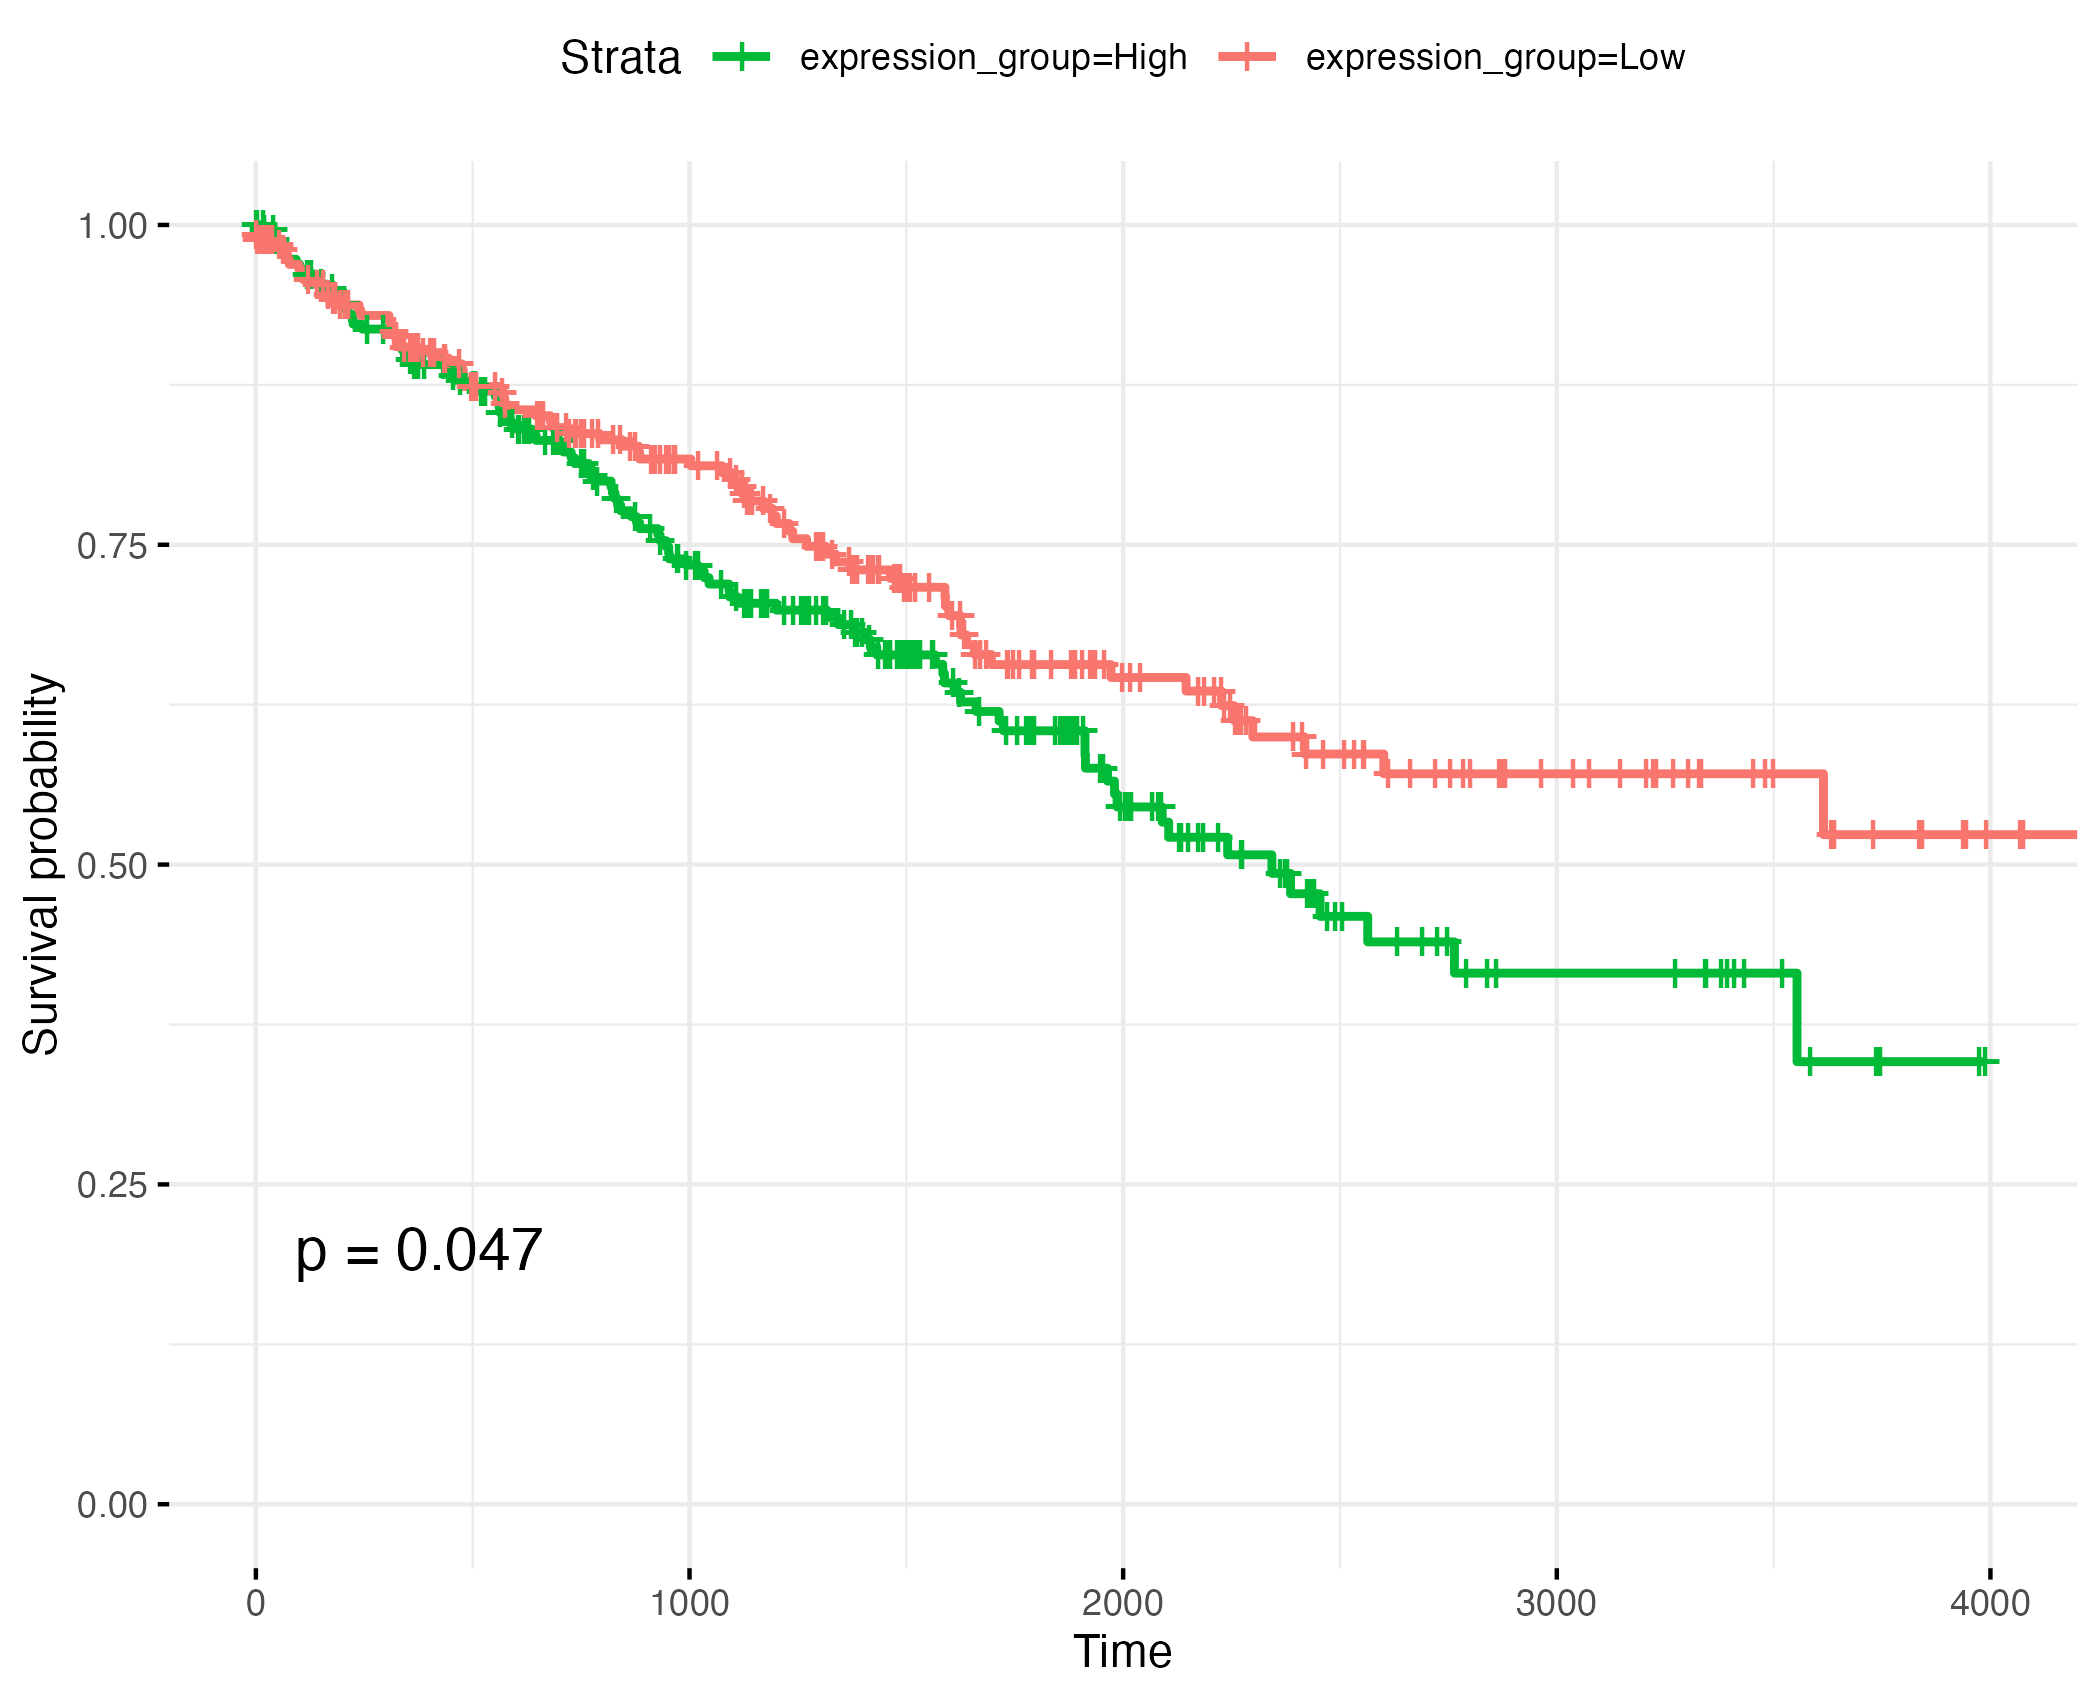 Strata expression_group=High expression_group=Low
1.00
0.75
0.50
0.25
0.00
Survival probability
p = 0.047
0 1000 2000 3000 4000
Time